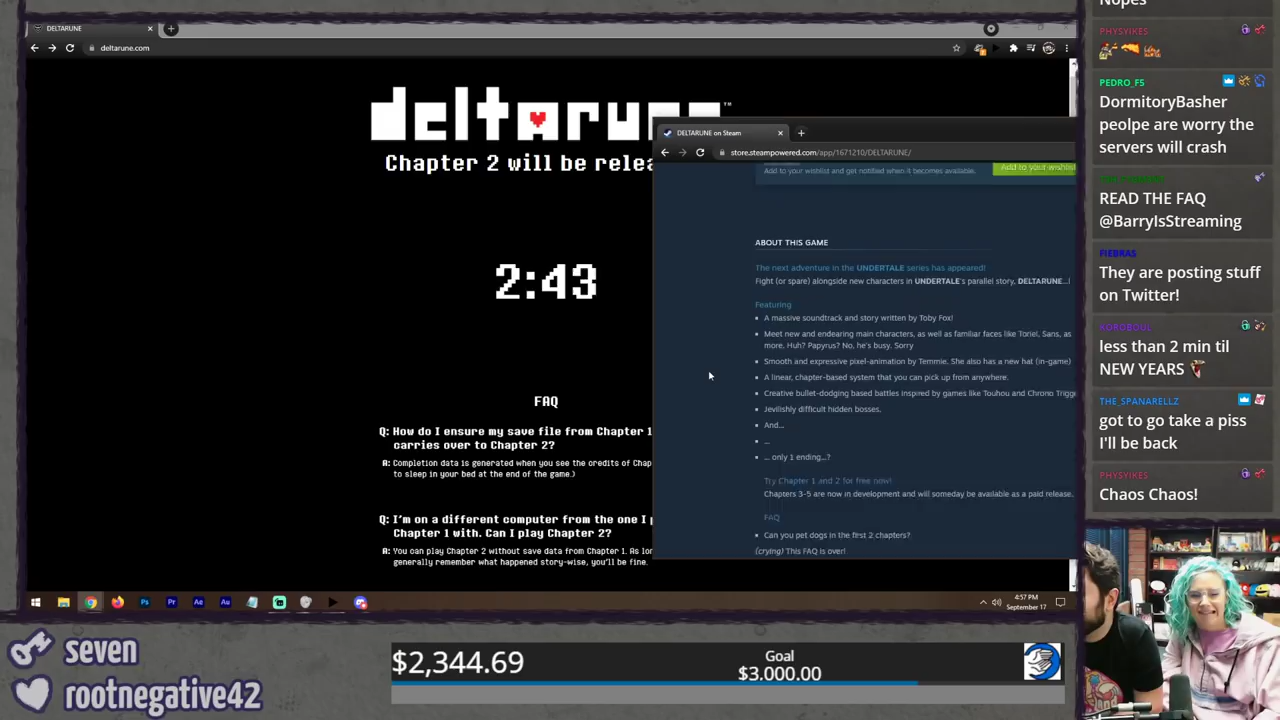 DELTARUNE
deltarune.com
deltarune™
Chapter 2 will be relea
2:43
FAQ
Q: How do I ensure my save file from Chapter 1
carries over to Chapter 2?
A: Completion data is generated when you see the credits of Chap
to sleep in your bed at the end of the game.)
Q: I'm on a different computer from the one I p
Chapter 1 with. Can I play Chapter 2?
A: You can play Chapter 2 without save data from Chapter 1. As lon
generally remember what happened story-wise, you'll be fine.
DELTARUNE on Steam
store.steampowered.com/app/1671210/DELTARUNE/
Add to your wishlist and get notified when it becomes available.
Add to your wishlist
ABOUT THIS GAME
The next adventure in the UNDERTALE series has appeared!
Fight (or spare) alongside new characters in UNDERTALE's parallel story, DELTARUNE...!
Featuring
A massive soundtrack and story written by Toby Fox!
Meet new and endearing main characters, as well as familiar faces like Toriel, Sans, as
more. Huh? Papyrus? No, he's busy. Sorry
Smooth and expressive pixel-animation by Temmie. She also has a new hat (in-game)
A linear, chapter-based system that you can pick up from anywhere.
Creative bullet-dodging based battles inspired by games like Touhou and Chrono Trigge
Jevilishly difficult hidden bosses.
And...
...
... only 1 ending...?
Try Chapter 1 and 2 for free now!
Chapters 3-5 are now in development and will someday be available as a paid release.
FAQ
Can you pet dogs in the first 2 chapters?
(crying) This FAQ is over!
Ps
Pr
Ae
Au
4:57 PM
September 17
Nopes
PHYSYIKES
PEDRO_F5
DormitoryBasher
peolpe are worry the
servers will crash
READ THE FAQ
@BarryIsStreaming
FIEBRAS
They are posting stuff
on Twitter!
KOROBOUL
less than 2 min til
NEW YEARS
THE_SPANARELLZ
got to go take a piss
I'll be back
PHYSYIKES
Chaos Chaos!
seven
rootnegative42
$2,344.69
Goal
$3,000.00